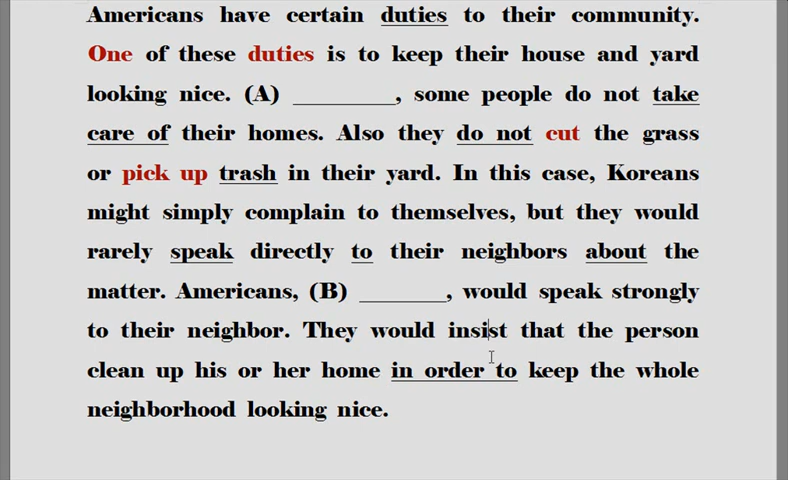 Americans have certain duties to their community.
One of these duties is to keep their house and yard
looking nice. (A) __________, some people do not take
care of their homes. Also they do not cut the grass
or pick up trash in their yard. In this case, Koreans
might simply complain to themselves, but they would
rarely speak directly to their neighbors about the
matter. Americans, (B) ________, would speak strongly
to their neighbor. They would insist that the person
clean up his or her home in order to keep the whole
neighborhood looking nice.